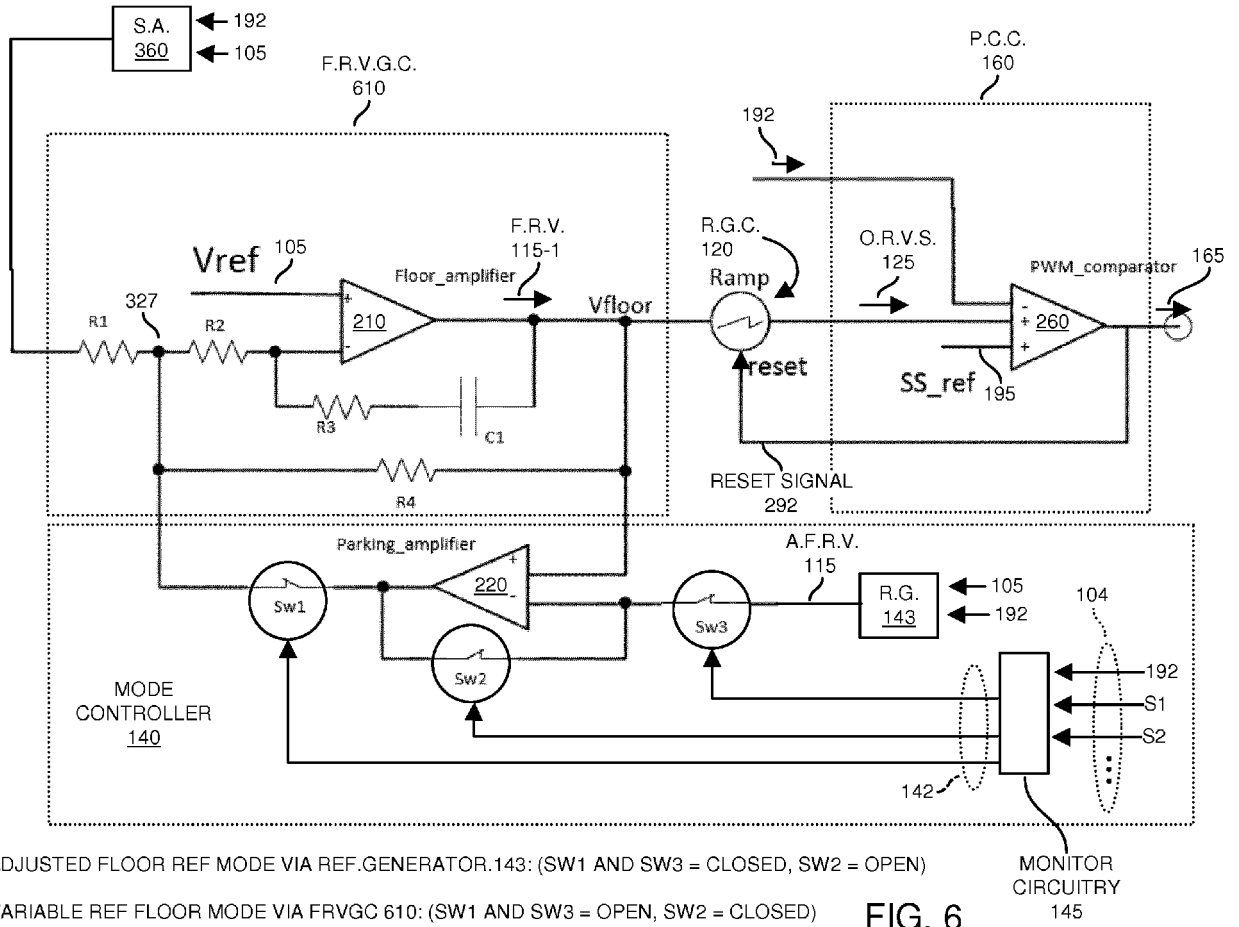 S.A.
360
192
105
F.R.V.G.C.
610
P.C.C.
160
192
Vref
105
Floor_amplifier
F.R.V.
115-1
R.G.C.
120
Ramp
O.R.V.S.
125
PWM_comparator
165
327
R1
R2
+
210
-
Vfloor
-
+
260
+
reset
SS_ref
195
R3
C1
R4
RESET SIGNAL
292
Parking_amplifier
+
220
-
Sw1
Sw2
Sw3
A.F.R.V.
115
R.G.
143
105
192
104
192
S1
S2
142
MODE
CONTROLLER
140
DJUSTED FLOOR REF MODE VIA REF.GENERATOR.143: (SW1 AND SW3 = CLOSED, SW2 = OPEN)
ARIABLE REF FLOOR MODE VIA FRVGC 610: (SW1 AND SW3 = OPEN, SW2 = CLOSED)
FIG. 6
MONITOR
CIRCUITRY
145